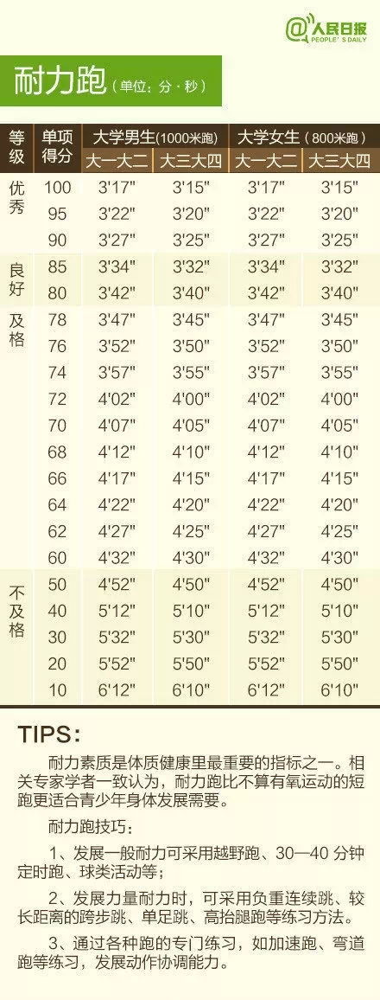 @人民日报
PEOPLE'S DAILY
耐力跑（单位：分·秒）
等级 单项得分 大学男生(1000米跑) 大学女生（800米跑）
大一大二 大三大四 大一大二 大三大四
优秀 100 3'17" 3'15" 3'17" 3'15"
95 3'22" 3'20" 3'22" 3'20"
90 3'27" 3'25" 3'27" 3'25"
良好 85 3'34" 3'32" 3'34" 3'32"
80 3'42" 3'40" 3'42" 3'40"
及格 78 3'47" 3'45" 3'47" 3'45"
76 3'52" 3'50" 3'52" 3'50"
74 3'57" 3'55" 3'57" 3'55"
72 4'02" 4'00" 4'02" 4'00"
70 4'07" 4'05" 4'07" 4'05"
68 4'12" 4'10" 4'12" 4'10"
66 4'17" 4'15" 4'17" 4'15"
64 4'22" 4'20" 4'22" 4'20"
62 4'27" 4'25" 4'27" 4'25"
60 4'32" 4'30" 4'32" 4'30"
不及格 50 4'52" 4'50" 4'52" 4'50"
40 5'12" 5'10" 5'12" 5'10"
30 5'32" 5'30" 5'32" 5'30"
20 5'52" 5'50" 5'52" 5'50"
10 6'12" 6'10" 6'12" 6'10"
TIPS：
耐力素质是体质健康里最重要的指标之一。相
关专家学者一致认为，耐力跑比不算有氧运动的短
跑更适合青少年身体发展需要。
耐力跑技巧：
1、发展一般耐力可采用越野跑、30—40 分钟
定时跑、球类活动等；
2、发展力量耐力时，可采用负重连续跳、较
长距离的跨步跳、单足跳、高抬腿跑等练习方法。
3、通过各种跑的专门练习，如加速跑、弯道
跑等练习，发展动作协调能力。